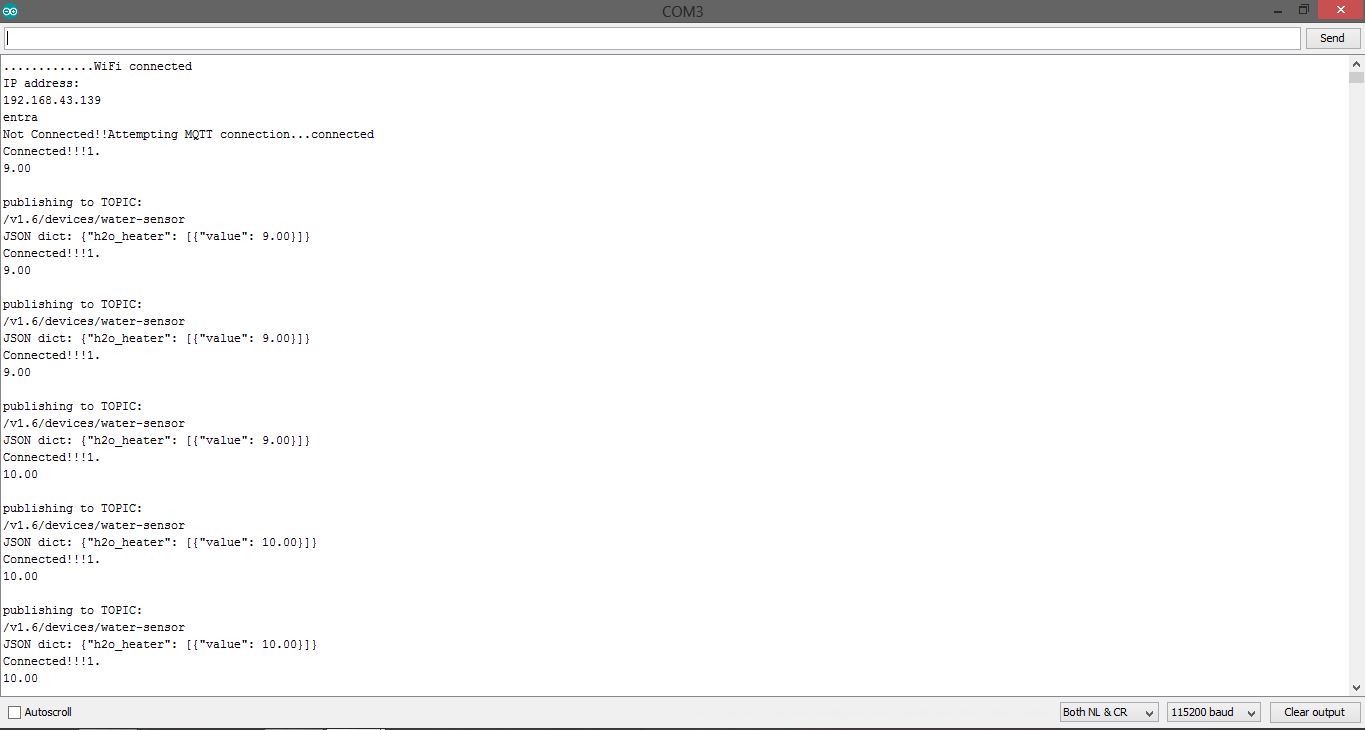 COM3
Send
.............WiFi connected
IP address:
192.168.43.139
entra
Not Connected!!Attempting MQTT connection...connected
Connected!!!1.
9.00
publishing to TOPIC:
/v1.6/devices/water-sensor
JSON dict: {"h2o_heater": [{"value": 9.00}]}
Connected!!!1.
9.00
publishing to TOPIC:
/v1.6/devices/water-sensor
JSON dict: {"h2o_heater": [{"value": 9.00}]}
Connected!!!1.
9.00
publishing to TOPIC:
/v1.6/devices/water-sensor
JSON dict: {"h2o_heater": [{"value": 9.00}]}
Connected!!!1.
10.00
publishing to TOPIC:
/v1.6/devices/water-sensor
JSON dict: {"h2o_heater": [{"value": 10.00}]}
Connected!!!1.
10.00
publishing to TOPIC:
/v1.6/devices/water-sensor
JSON dict: {"h2o_heater": [{"value": 10.00}]}
Connected!!!1.
10.00
Autoscroll
Both NL & CR
115200 baud
Clear output